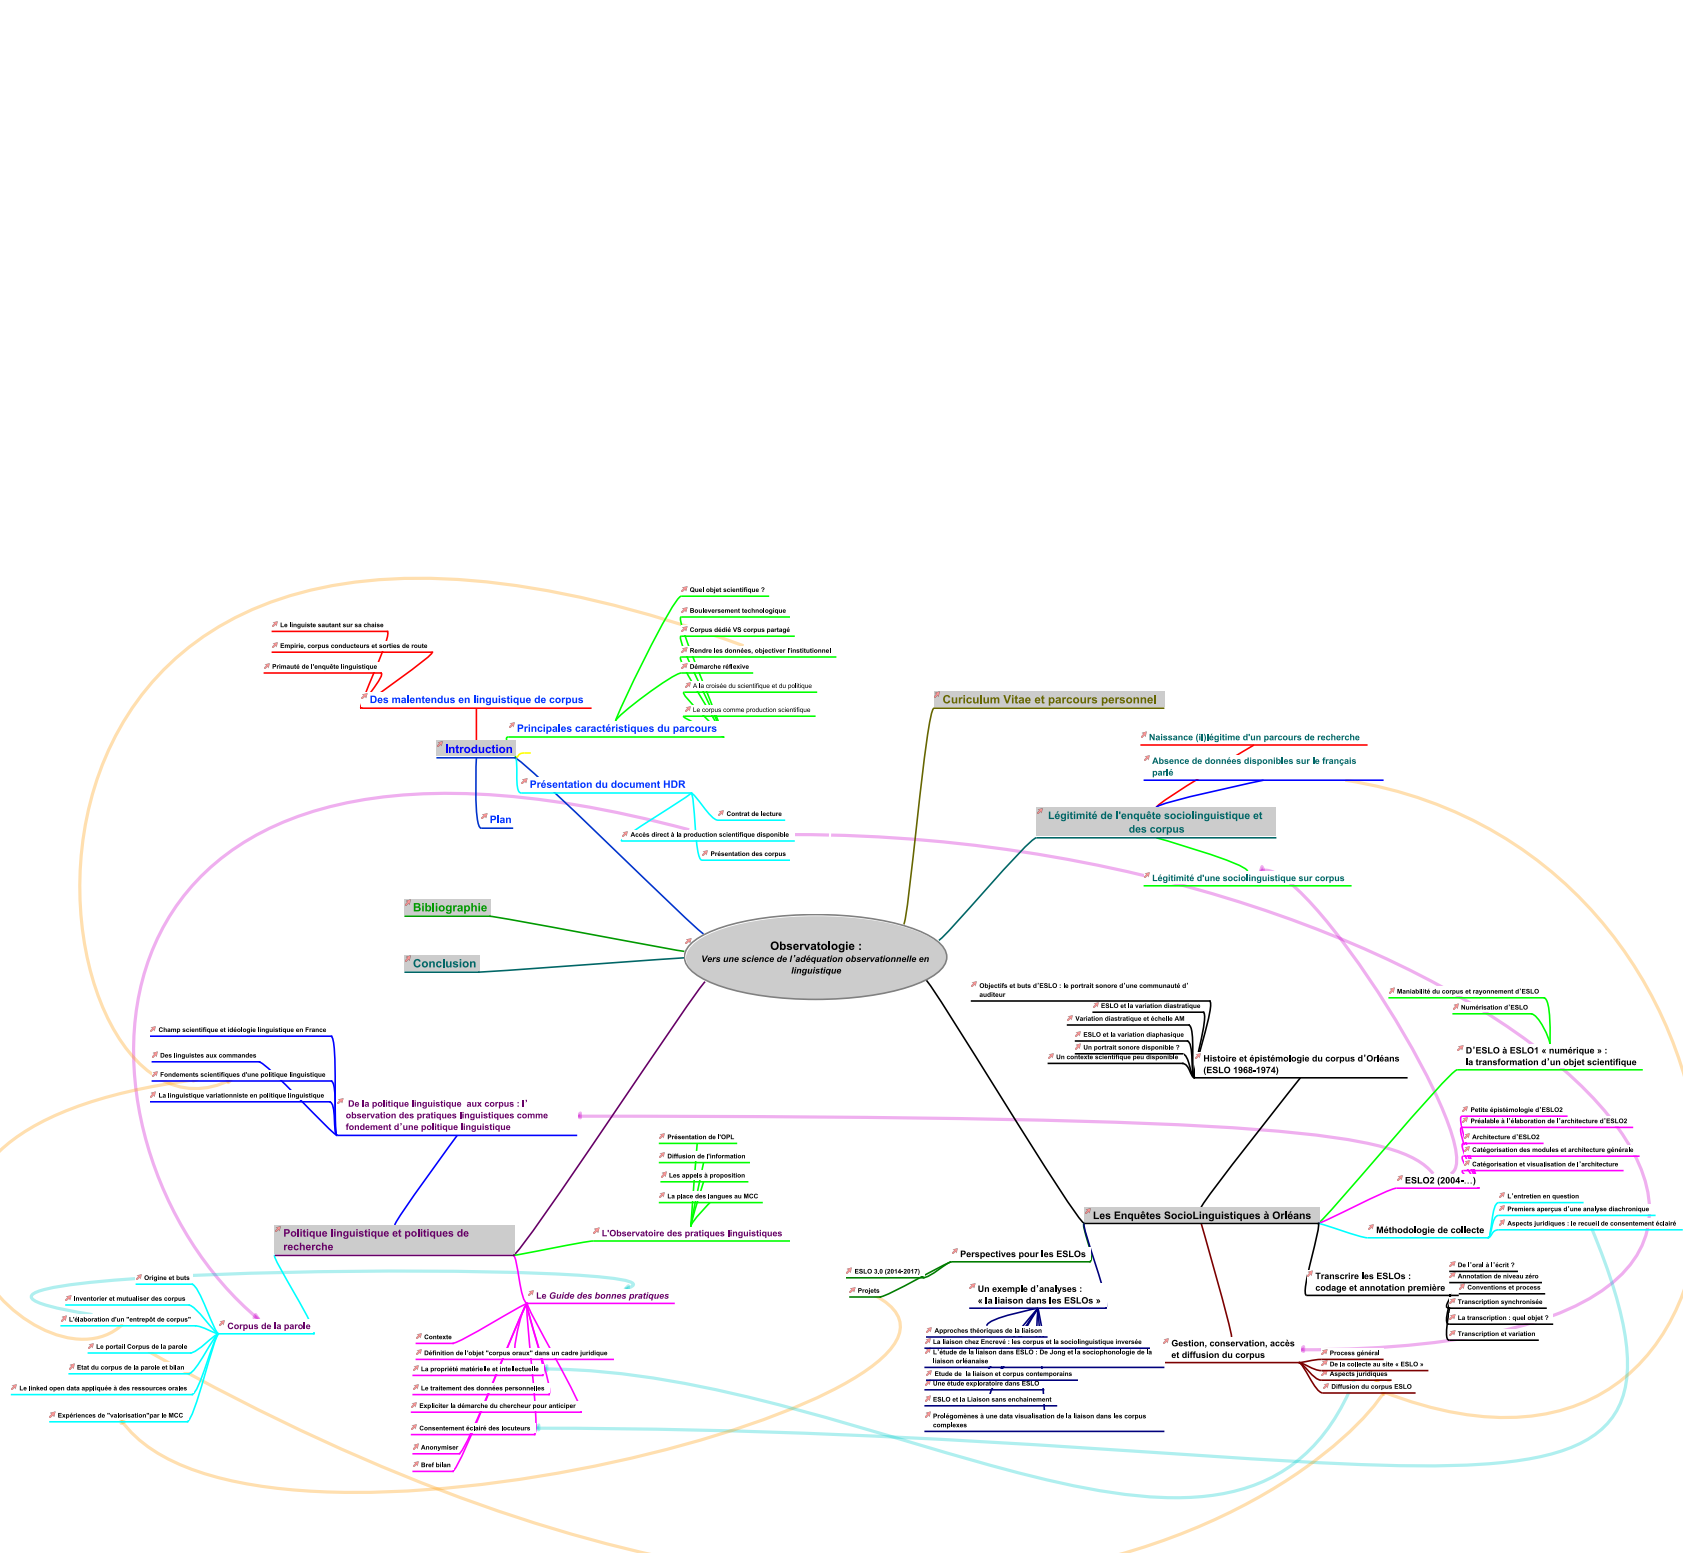 Quel objet scientifique ?
Bouleversement technologique
Corpus dédié VS corpus partagé
Rendre les données, objectiver l'institutionnel
Démarche réflexive
A la croisée du scientifique et du politique
Le corpus comme production scientifique
Principales caractéristiques du parcours
Le linguiste sautant sur sa chaise
Empirie, corpus conducteurs et sorties de route
Primauté de l'enquête linguistique
Des malentendus en linguistique de corpus
Introduction
Présentation du document HDR
Plan
Contrat de lecture
Accès direct à la production scientifique disponible
Présentation des corpus
Curiculum Vitae et parcours personnel
Naissance (il)légitime d'un parcours de recherche
Absence de données disponibles sur le français
parlé
Légitimité de l'enquête sociolinguistique et
des corpus
Légitimité d'une sociolinguistique sur corpus
Bibliographie
Conclusion
Observatologie :
Vers une science de l'adéquation observationnelle en
linguistique
Champ scientifique et idéologie linguistique en France
Des linguistes aux commandes
Fondements scientifiques d'une politique linguistique
La linguistique variationniste en politique linguistique
De la politique linguistique aux corpus : l'
observation des pratiques linguistiques comme
fondement d'une politique linguistique
Présentation de l'OPL
Diffusion de l'information
Les appels à proposition
La place des langues au MCC
L'Observatoire des pratiques linguistiques
Politique linguistique et politiques de
recherche
Le Guide des bonnes pratiques
Origine et buts
Inventorier et mutualiser des corpus
L'élaboration d'un "entrepôt de corpus"
Corpus de la parole
Le portail Corpus de la parole
Etat du corpus de la parole et bilan
Le linked open data appliquée à des ressources orales
Expériences de "valorisation"par le MCC
Contexte
Définition de l'objet "corpus oraux" dans un cadre juridique
La propriété matérielle et intellectuelle
Le traitement des données personnelles
Expliciter la démarche du chercheur pour anticiper
Consentement éclairé des locuteurs
Anonymiser
Bref bilan
Objectifs et buts d'ESLO : le portrait sonore d'une communauté d'
auditeur
ESLO et la variation diastratique
Variation diastratique et échelle AM
ESLO et la variation diaphasique
Un portrait sonore disponible ?
Un contexte scientifique peu disponible
Histoire et épistémologie du corpus d'Orléans
(ESLO 1968-1974)
Maniabilité du corpus et rayonnement d'ESLO
Numérisation d'ESLO
D'ESLO à ESLO1 « numérique » :
la transformation d'un objet scientifique
Petite épistémologie d'ESLO2
Préalable à l'élaboration de l'architecture d'ESLO2
Architecture d'ESLO2
Catégorisation des modules et architecture générale
Catégorisation et visualisation de l'architecture
ESLO2 (2004-...)
L'entretien en question
Premiers aperçus d'une analyse diachronique
Aspects juridiques : le recueil de consentement éclairé
Méthodologie de collecte
Les Enquêtes SocioLinguistiques à Orléans
Perspectives pour les ESLOs
ESLO 3.0 (2014-2017)
Projets
Un exemple d'analyses :
« la liaison dans les ESLOs »
Approches théoriques de la liaison
La liaison chez Encrevé : les corpus et la sociolinguistique inversée
L'étude de la liaison dans ESLO : De Jong et la sociophonologie de la
liaison orléanaise
Etude de la liaison et corpus contemporains
Une étude exploratoire dans ESLO
ESLO et la Liaison sans enchainement
Prolégomènes à une data visualisation de la liaison dans les corpus
complexes
Transcrire les ESLOs :
codage et annotation première
De l'oral à l'écrit ?
Annotation de niveau zéro
Conventions et process
Transcription synchronisée
La transcription : quel objet ?
Transcription et variation
Gestion, conservation, accès
et diffusion du corpus
Process général
De la collecte au site « ESLO »
Aspects juridiques
Diffusion du corpus ESLO